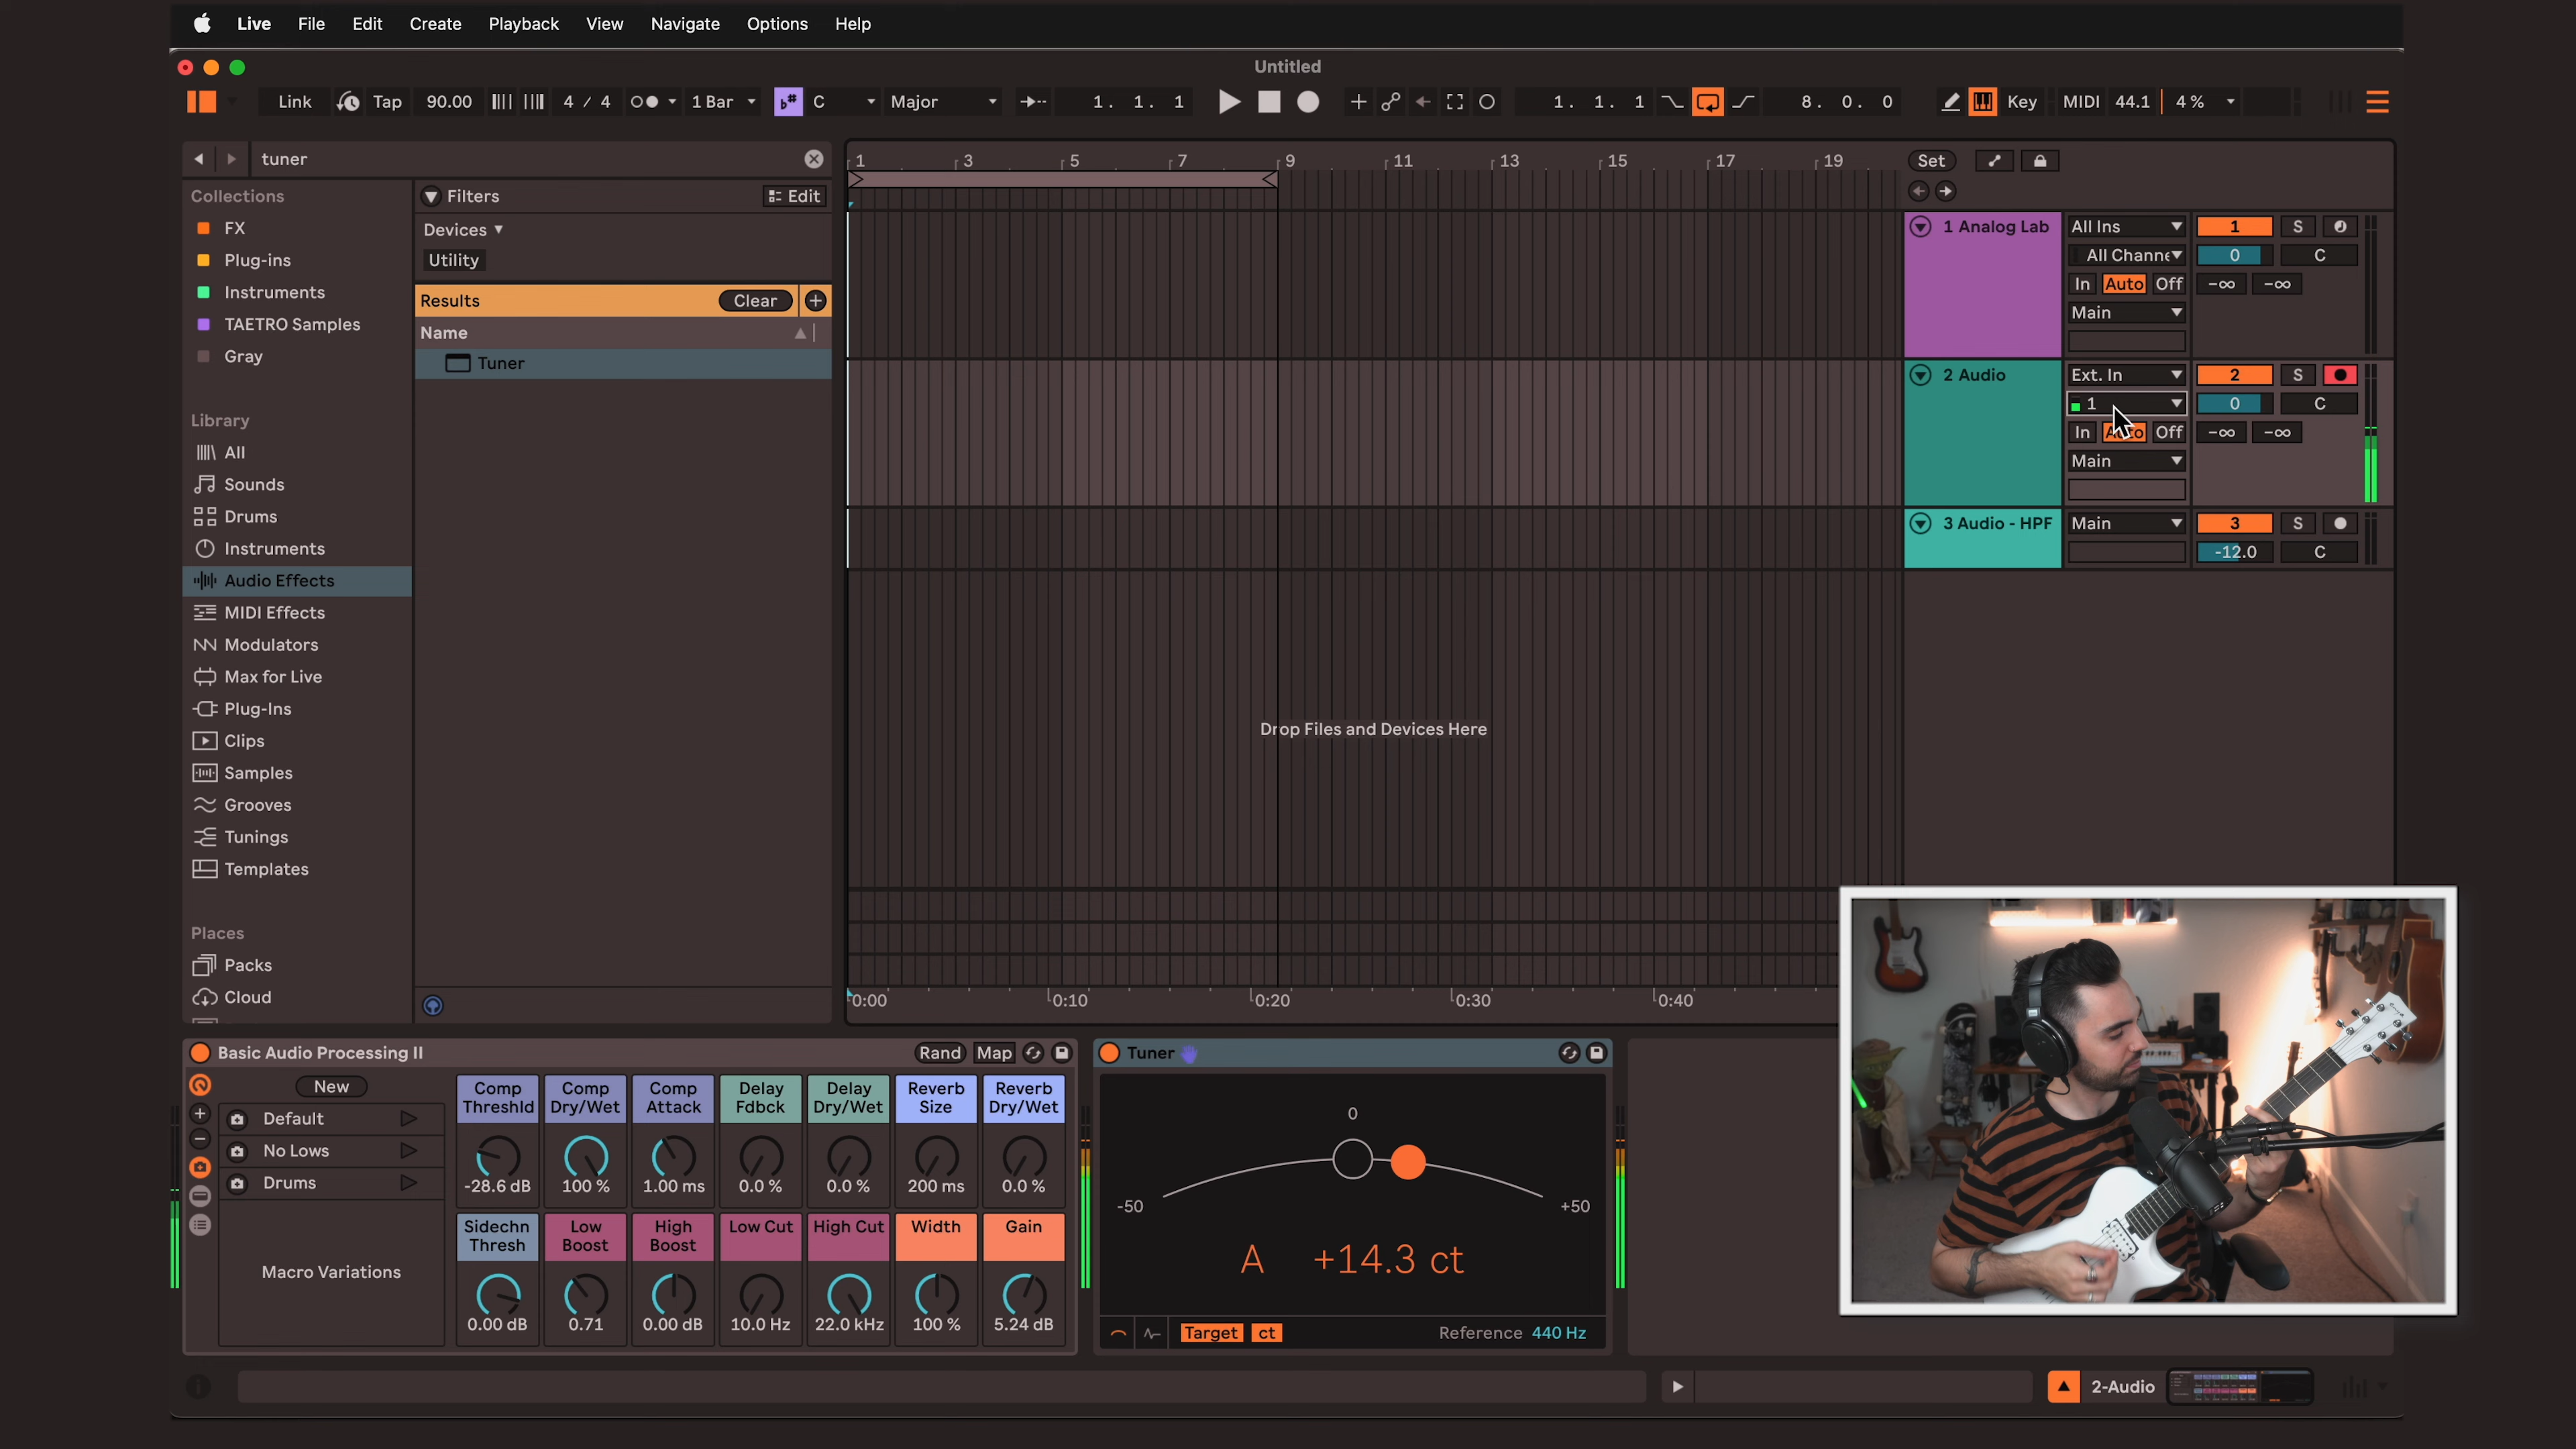 Live File Edit Create Playback View Navigate Options Help
Untitled
Link Tap 90.00 4 / 4 1 Bar C Major 1. 1. 1 1. 1. 1 8. 0. 0 Key MIDI 44.1 4 %
tuner
Collections
FX
Plug-ins
Instruments
TAETRO Samples
Gray
Library
All
Sounds
Drums
Instruments
Audio Effects
MIDI Effects
Modulators
Max for Live
Plug-Ins
Clips
Samples
Grooves
Tunings
Templates
Places
Packs
Cloud
Filters Edit
Devices
Utility
Results Clear
Name
Tuner
1 3 5 7 9 11 13 15 17 19
Drop Files and Devices Here
0:00 0:10 0:20 0:30 0:40
Set
1 Analog Lab All Ins 1 S
All Channe 0 C
In Auto Off -∞ -∞
Main
2 Audio Ext. In 2 S
1 0 C
In Auto Off -∞ -∞
Main
3 Audio - HPF Main 3 S
-12.0 C
Basic Audio Processing II Rand Map
New
Default
No Lows
Drums
Macro Variations
Comp Threshld
-28.6 dB
Comp Dry/Wet
100 %
Comp Attack
1.00 ms
Delay Fdbck
0.0 %
Delay Dry/Wet
0.0 %
Reverb Size
200 ms
Reverb Dry/Wet
0.0 %
Sidechn Thresh
0.00 dB
Low Boost
0.71
High Boost
0.00 dB
Low Cut
10.0 Hz
High Cut
22.0 kHz
Width
100 %
Gain
5.24 dB
Tuner
0
-50 +50
A +14.3 ct
Target ct Reference 440 Hz
2-Audio